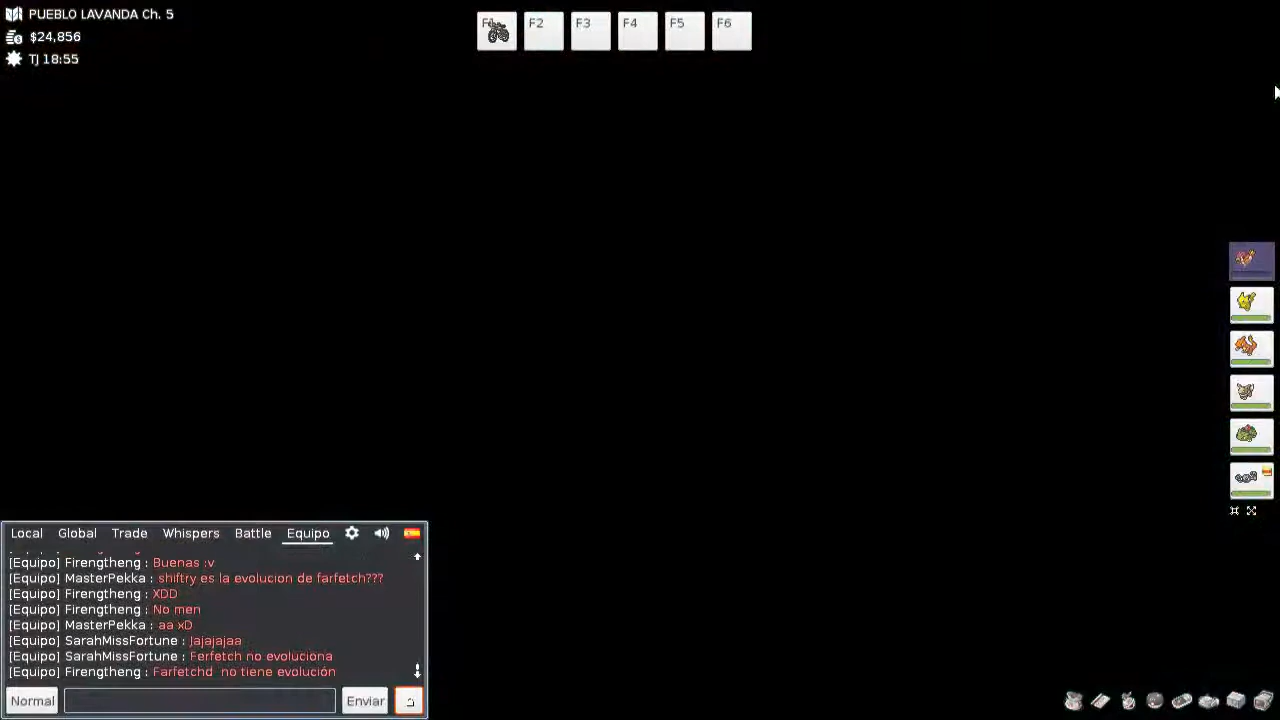 PUEBLO LAVANDA Ch. 5
$24,856
TJ 18:55
F1 F2 F3 F4 F5 F6
Local Global Trade Whispers Battle Equipo
[Equipo] Firengtheng : Buenas :v
[Equipo] MasterPekka : shiftry es la evolucion de farfetch???
[Equipo] Firengtheng : XDD
[Equipo] Firengtheng : No men
[Equipo] MasterPekka : aa xD
[Equipo] SarahMissFortune : Jajajajaa
[Equipo] SarahMissFortune : Ferfetch no evoluciona
[Equipo] Firengtheng : Farfetchd no tiene evolución
Normal Enviar